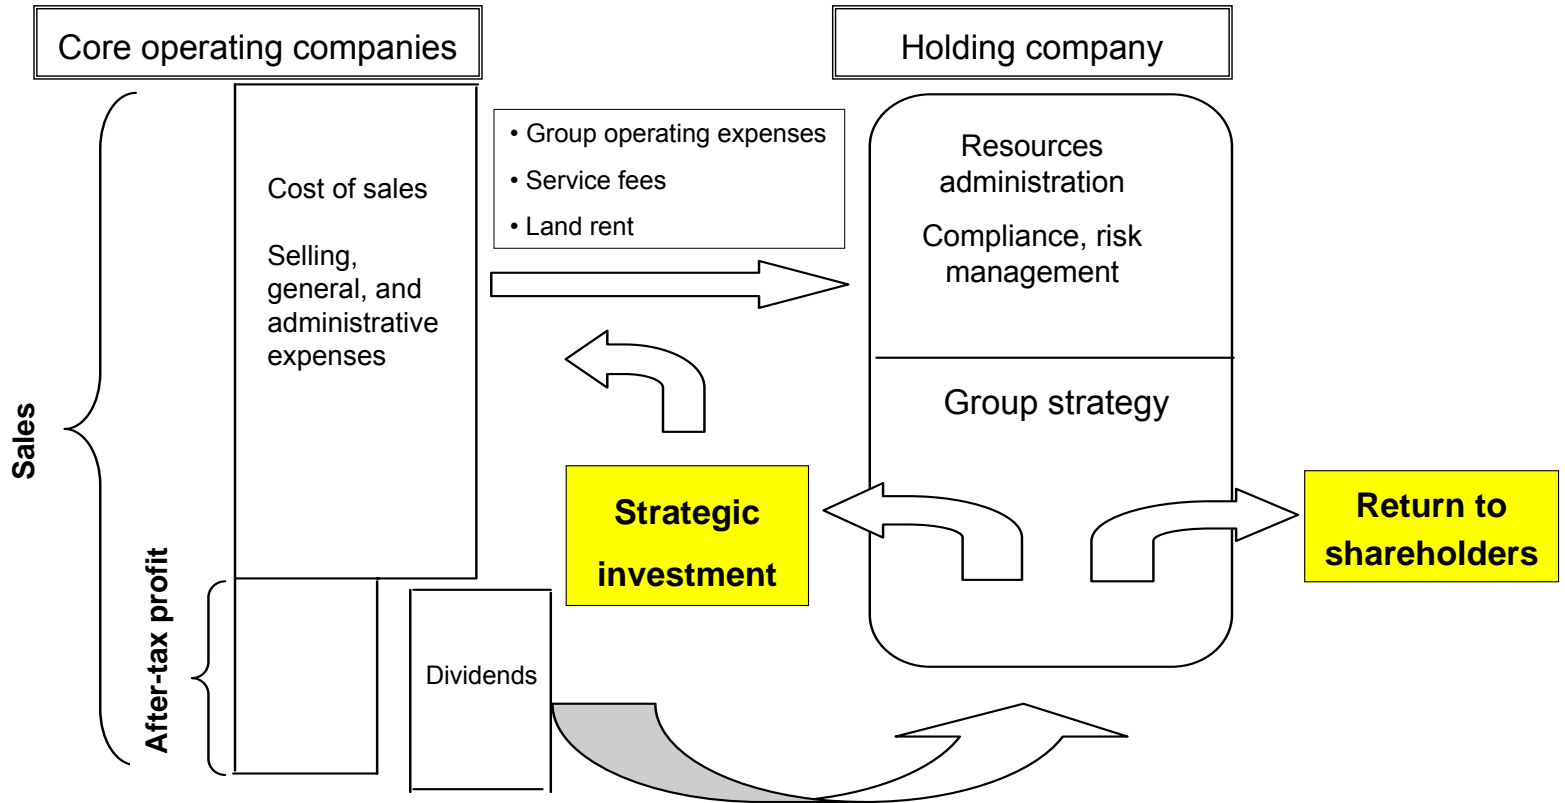 Core operating companies
Holding company
Sales
After-tax profit
Cost of sales
Selling,
general, and
administrative
expenses
Dividends
• Group operating expenses
• Service fees
• Land rent
Strategic
investment
Resources
administration
Compliance, risk
management
Group strategy
Return to
shareholders